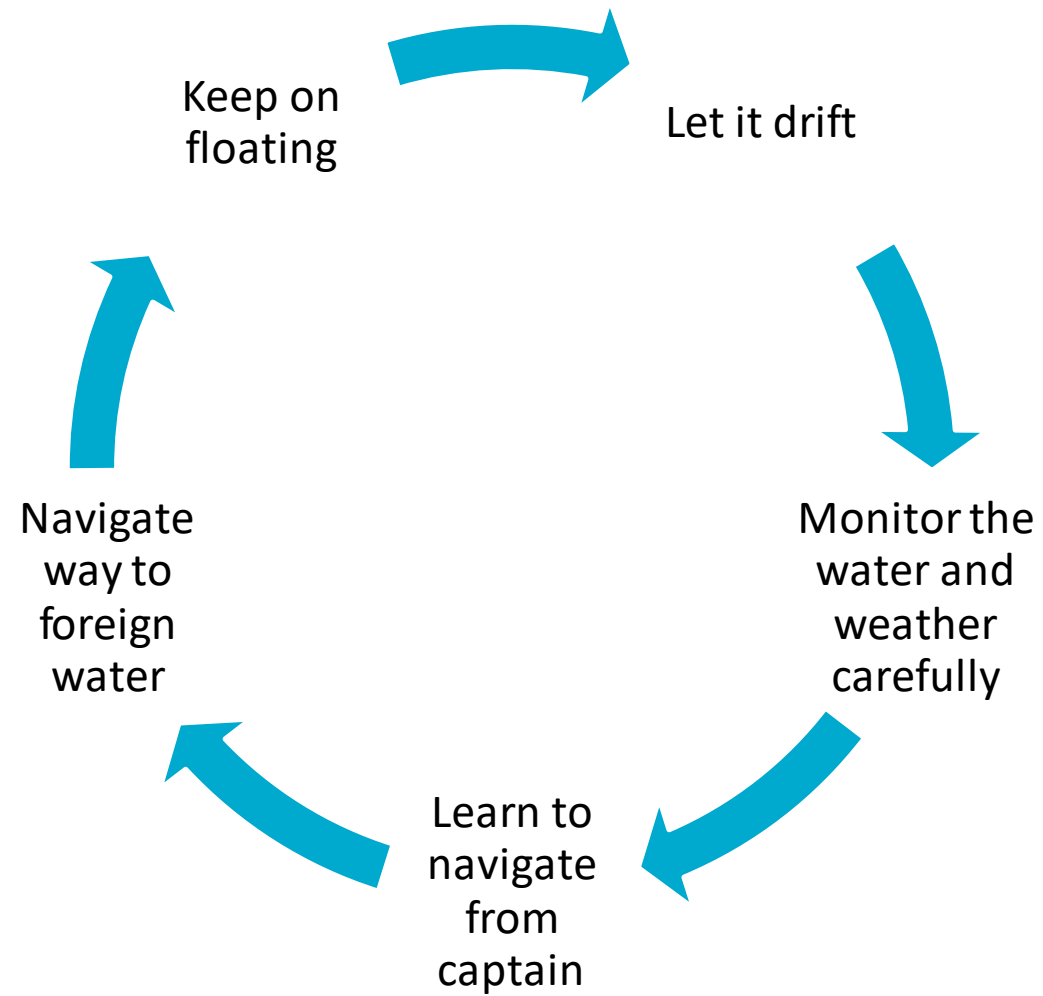 Keep on
floating
Let it drift
Monitor the
water and
weather
carefully
Learn to
navigate
from
captain
Navigate
way to
foreign
water